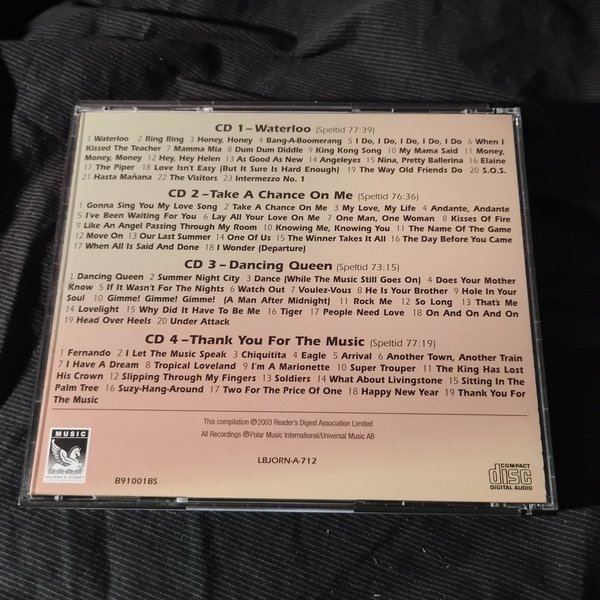 CD 1 – Waterloo (Speltid 77:39)
1 Waterloo 2 Ring Ring 3 Honey, Honey 4 Bang-A-Boomerang 5 I Do, I Do, I Do, I Do, I Do 6 When I
Kissed The Teacher 7 Mamma Mia 8 Dum Dum Diddle 9 King Kong Song 10 My Mama Said 11 Money,
Money, Money 12 Hey, Hey Helen 13 As Good As New 14 Angeleyes 15 Nina, Pretty Ballerina 16 Elaine
17 The Piper 18 Love Isn't Easy (But It Sure Is Hard Enough) 19 The Way Old Friends Do 20 S.O.S.
21 Hasta Mañana 22 The Visitors 23 Intermezzo No. 1
CD 2 –Take A Chance On Me (Speltid 76:36)
1 Gonna Sing You My Love Song 2 Take A Chance On Me 3 My Love, My Life 4 Andante, Andante
5 I've Been Waiting For You 6 Lay All Your Love On Me 7 One Man, One Woman 8 Kisses Of Fire
9 Like An Angel Passing Through My Room 10 Knowing Me, Knowing You 11 The Name Of The Game
12 Move On 13 Our Last Summer 14 One Of Us 15 The Winner Takes It All 16 The Day Before You Came
17 When All Is Said And Done 18 I Wonder (Departure)
CD 3 – Dancing Queen (Speltid 73:15)
1 Dancing Queen 2 Summer Night City 3 Dance (While The Music Still Goes On) 4 Does Your Mother
Know 5 If It Wasn't For The Nights 6 Watch Out 7 Voulez-Vous 8 He Is Your Brother 9 Hole In Your
Soul 10 Gimme! Gimme! Gimme! (A Man After Midnight) 11 Rock Me 12 So Long 13 That's Me
14 Lovelight 15 Why Did It Have To Be Me 16 Tiger 17 People Need Love 18 On And On And On
19 Head Over Heels 20 Under Attack
CD 4 –Thank You For The Music (Speltid 77:19)
1 Fernando 2 I Let The Music Speak 3 Chiquitita 4 Eagle 5 Arrival 6 Another Town, Another Train
7 I Have A Dream 8 Tropical Loveland 9 I'm A Marionette 10 Super Trouper 11 The King Has Lost
His Crown 12 Slipping Through My Fingers 13 Soldiers 14 What About Livingstone 15 Sitting In The
Palm Tree 16 Suzy-Hang-Around 17 Two For The Price Of One 18 Happy New Year 19 Thank You For
The Music
This compilation ℗2003 Reader's Digest Association Limited
All Recordings ℗Polar Music International/Universal Music AB
LBJORN-A-712
MUSIC
READER'S DIGEST
B91001BS
COMPACT
disc
DIGITAL AUDIO